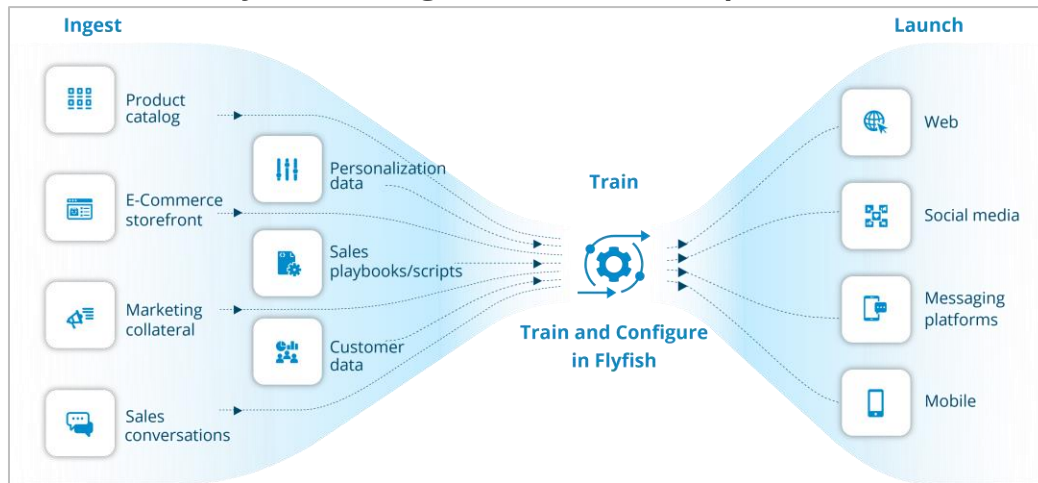 Ingest
Launch
Product
catalog
Personalization
data
E-Commerce
storefront
Sales
playbooks/scripts
Marketing
collateral
Customer
data
Sales
conversations
Train
Train and Configure
in Flyfish
Web
Social media
Messaging
platforms
Mobile